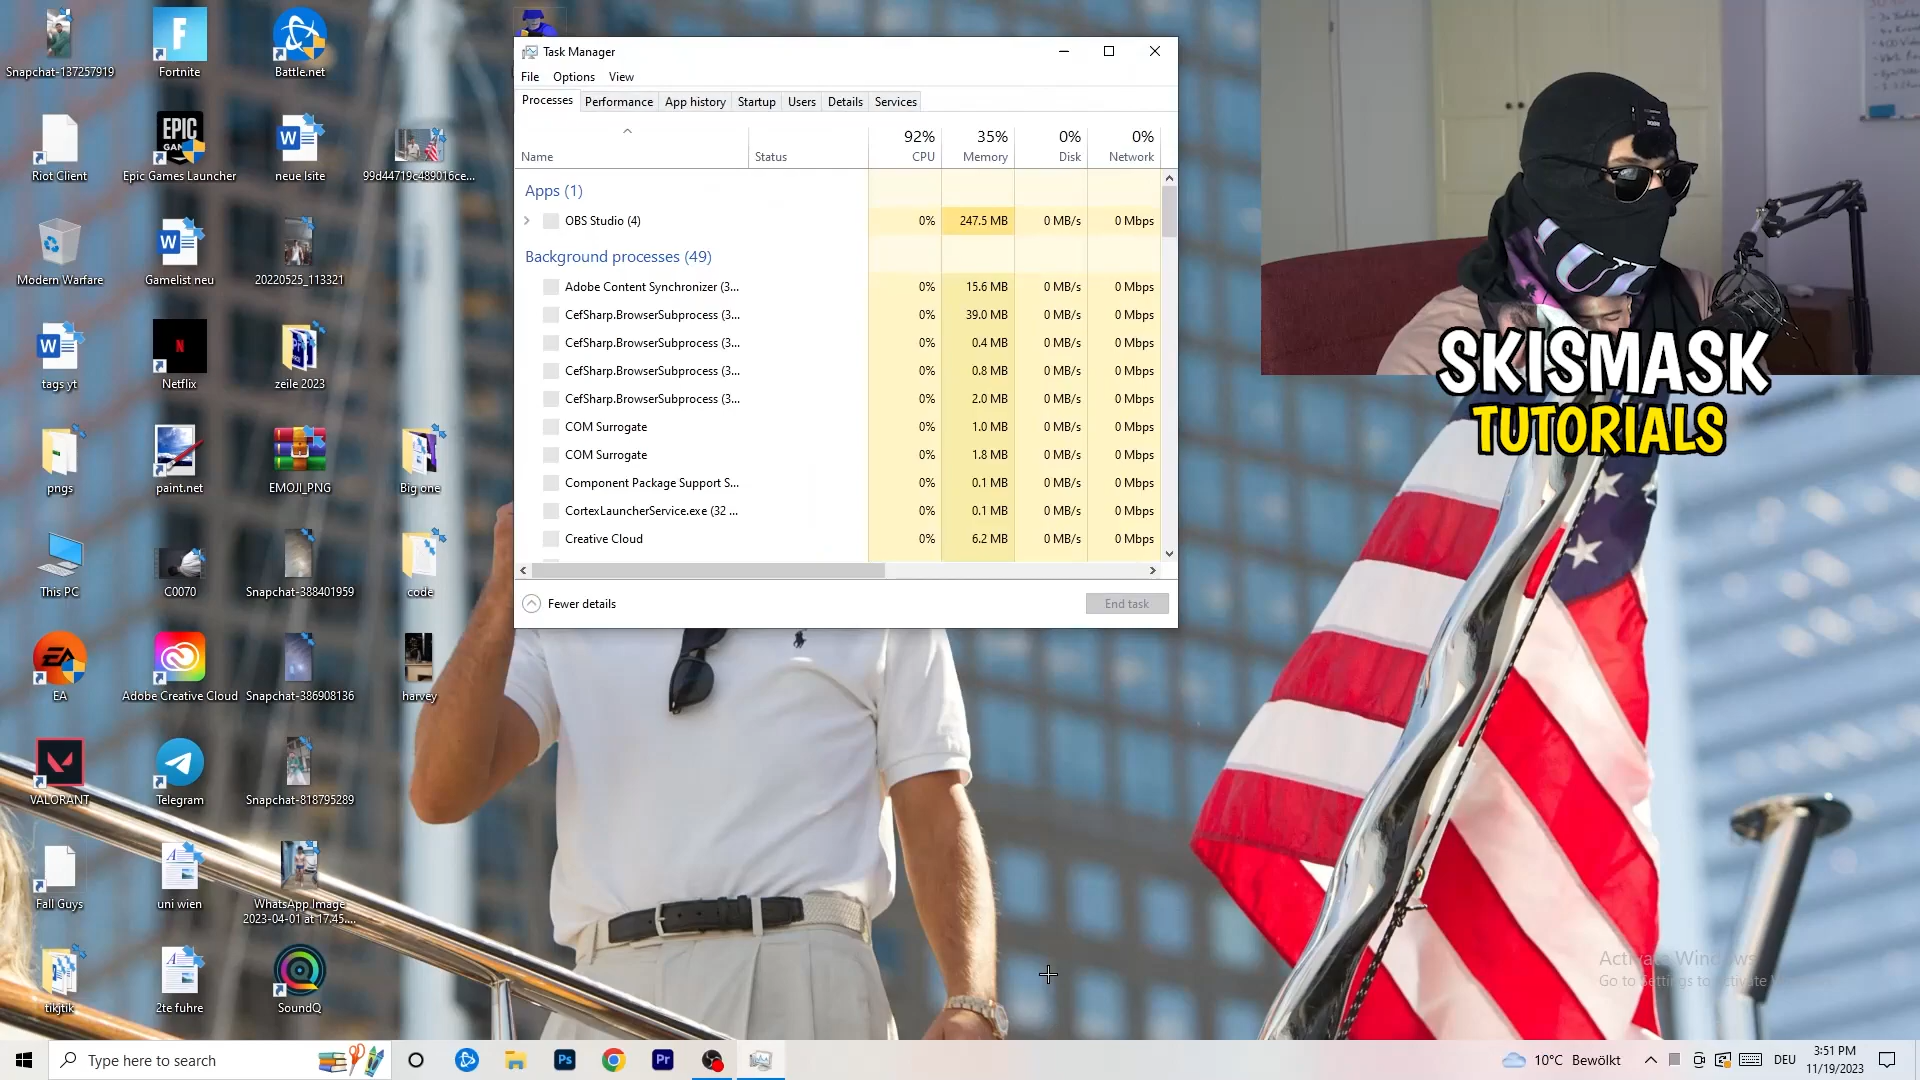 Snapchat-137257919
Fortnite
Battle.net
Riot Client
EPIC
GAMES
Epic Games Launcher
neue lsite
99d44719c489016ce...
Modern Warfare
Gamelist neu
20220525_113321
tags yt
N
Netflix
zeile 2023
pngs
paint.net
EMOJI_PNG
Big one
This PC
C0070
Snapchat-388401959
code
EA
EA
Adobe Creative Cloud
Snapchat-386908136
harvey
VALORANT
Telegram
Snapchat-818795289
Fall Guys
uni wien
WhatsApp Image
2023-04-01 at 17.45....
tikjtik
2te fuhre
SoundQ
Task Manager
File Options View
Processes Performance App history Startup Users Details Services
92% 35% 0% 0%
Name Status CPU Memory Disk Network
Apps (1)
OBS Studio (4) 0% 247.5 MB 0 MB/s 0 Mbps
Background processes (49)
Adobe Content Synchronizer (3... 0% 15.6 MB 0 MB/s 0 Mbps
CefSharp.BrowserSubprocess (3... 0% 39.0 MB 0 MB/s 0 Mbps
CefSharp.BrowserSubprocess (3... 0% 0.4 MB 0 MB/s 0 Mbps
CefSharp.BrowserSubprocess (3... 0% 0.8 MB 0 MB/s 0 Mbps
CefSharp.BrowserSubprocess (3... 0% 2.0 MB 0 MB/s 0 Mbps
COM Surrogate 0% 1.0 MB 0 MB/s 0 Mbps
COM Surrogate 0% 1.8 MB 0 MB/s 0 Mbps
Component Package Support S... 0% 0.1 MB 0 MB/s 0 Mbps
CortexLauncherService.exe (32 ... 0% 0.1 MB 0 MB/s 0 Mbps
Creative Cloud 0% 6.2 MB 0 MB/s 0 Mbps
Fewer details
End task
SKISMASK
TUTORIALS
Activate Windows
Go to Settings to activate
Type here to search
Ps
Pr
10°C Bewölkt
DEU
3:51 PM
11/19/2023